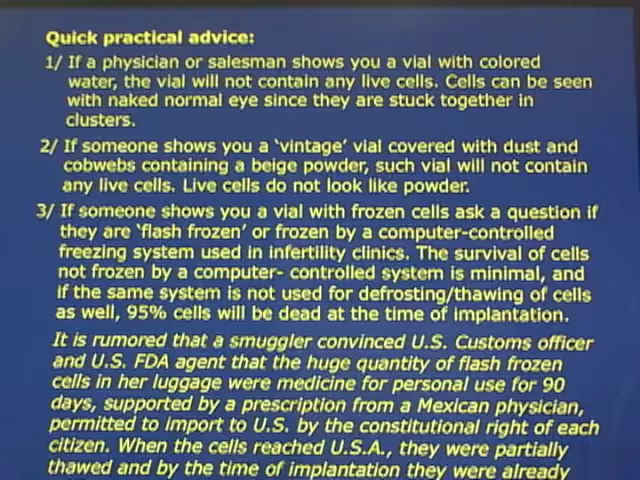 Quick practical advice:
1/ If a physician or salesman shows you a vial with colored
water, the vial will not contain any live cells. Cells can be seen
with naked normal eye since they are stuck together in
clusters.
2/ If someone shows you a 'vintage' vial covered with dust and
cobwebs containing a beige powder, such vial will not contain
any live cells. Live cells do not look like powder.
3/ If someone shows you a vial with frozen cells ask a question if
they are 'flash frozen' or frozen by a computer-controlled
freezing system used in infertility clinics. The survival of cells
not frozen by a computer- controlled system is minimal, and
if the same system is not used for defrosting/thawing of cells
as well, 95% cells will be dead at the time of implantation.
It is rumored that a smuggler convinced U.S. Customs officer
and U.S. FDA agent that the huge quantity of flash frozen
cells in her luggage were medicine for personal use for 90
days, supported by a prescription from a Mexican physician,
permitted to import to U.S. by the constitutional right of each
citizen. When the cells reached U.S.A., they were partially
thawed and by the time of implantation they were already